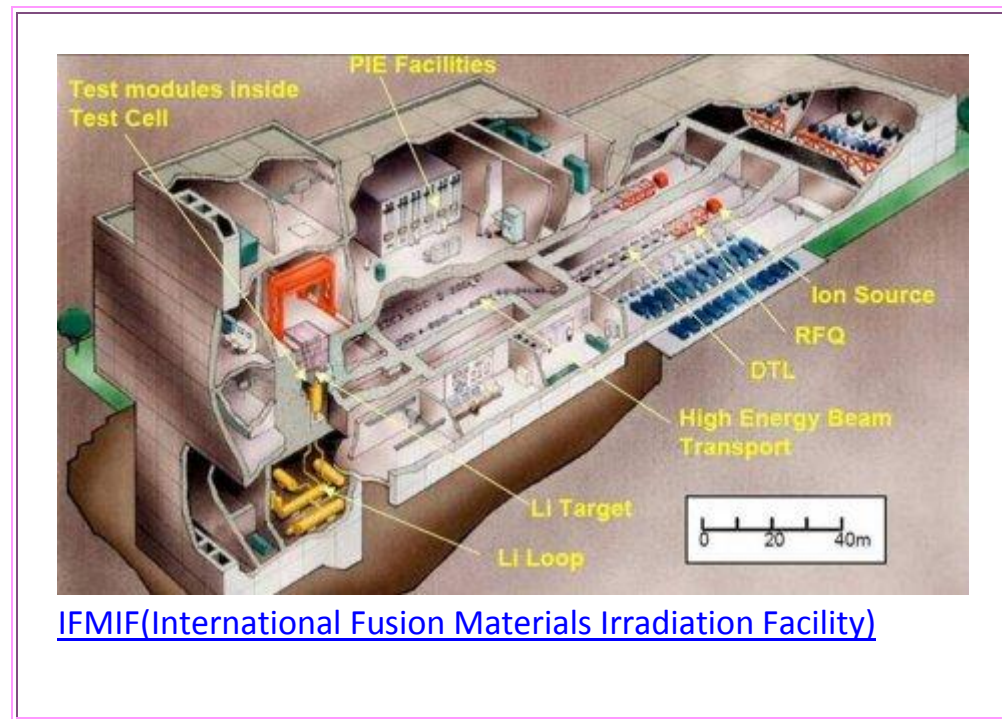 PIE Facilities
Test modules inside
Test Cell
Ion Source
RFQ
DTL
High Energy Beam
Transport
Li Target
Li Loop
0 20 40m
IFMIF(International Fusion Materials Irradiation Facility)